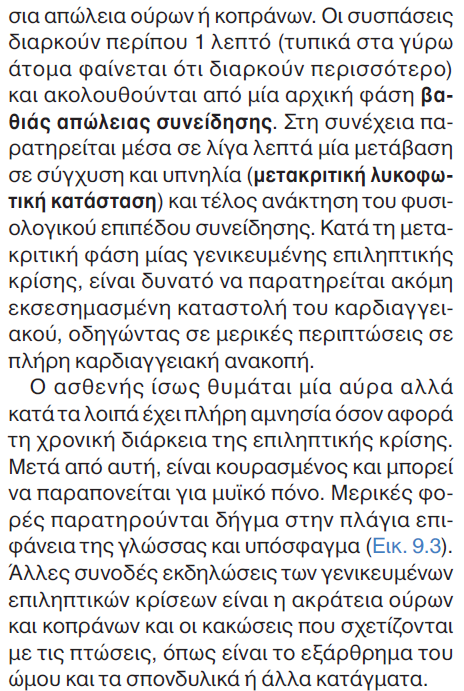 σια απώλεια ούρων ή κοπράνων. Οι συσπάσεις
διαρκούν περίπου 1 λεπτό (τυπικά στα γύρω
άτομα φαίνεται ότι διαρκούν περισσότερο)
και ακολουθούνται από μία αρχική φάση βα-
θιάς απώλειας συνείδησης. Στη συνέχεια πα-
ρατηρείται μέσα σε λίγα λεπτά μία μετάβαση
σε σύγχυση και υπνηλία (μετακριτική λυκοφω-
τική κατάσταση) και τέλος ανάκτηση του φυσι-
ολογικού επιπέδου συνείδησης. Κατά τη μετα-
κριτική φάση μίας γενικευμένης επιληπτικής
κρίσης, είναι δυνατό να παρατηρείται ακόμη
εκσεσημασμένη καταστολή του καρδιαγγει-
ακού, οδηγώντας σε μερικές περιπτώσεις σε
πλήρη καρδιαγγειακή ανακοπή.
Ο ασθενής ίσως θυμάται μία αύρα αλλά
κατά τα λοιπά έχει πλήρη αμνησία όσον αφορά
τη χρονική διάρκεια της επιληπτικής κρίσης.
Μετά από αυτή, είναι κουρασμένος και μπορεί
να παραπονείται για μυϊκό πόνο. Μερικές φο-
ρές παρατηρούνται δήγμα στην πλάγια επι-
φάνεια της γλώσσας και υπόσφαγμα (Εικ. 9.3).
Άλλες συνοδές εκδηλώσεις των γενικευμένων
επιληπτικών κρίσεων είναι η ακράτεια ούρων
και κοπράνων και οι κακώσεις που σχετίζονται
με τις πτώσεις, όπως είναι το εξάρθρημα του
ώμου και τα σπονδυλικά ή άλλα κατάγματα.